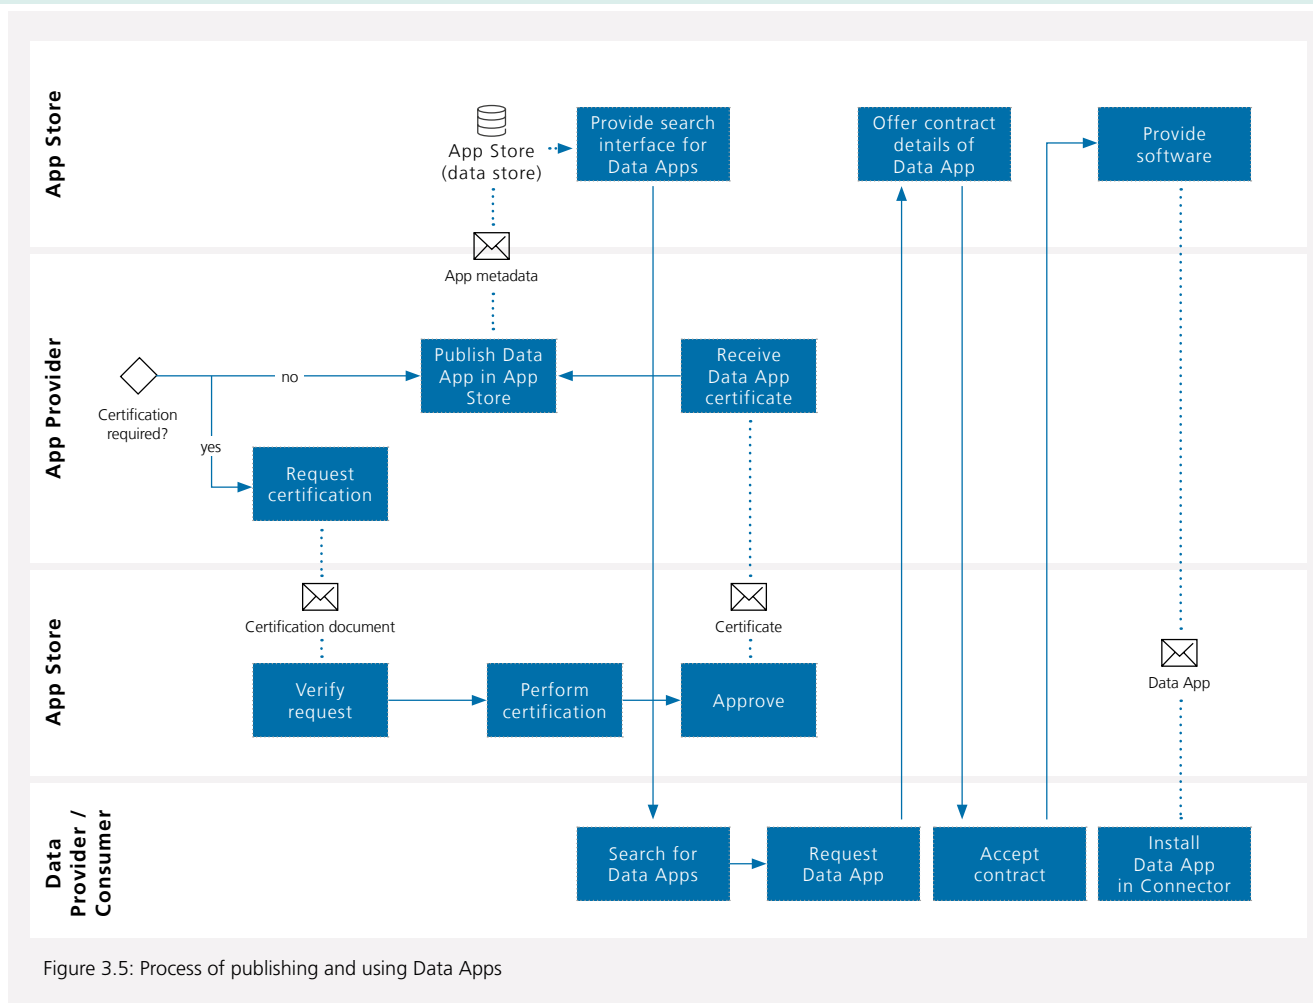 App Store
App Store
(data store)
Provide search
interface for
Data Apps
Offer contract
details of
Data App
Provide
software
App metadata
App Provider
Certification
required?
no
yes
Publish Data
App in App
Store
Receive
Data App
certificate
Request
certification
App Store
Certification document
Certificate
Data App
Verify
request
Perform
certification
Approve
Data
Provider /
Consumer
Search for
Data Apps
Request
Data App
Accept
contract
Install
Data App
in Connector
Figure 3.5: Process of publishing and using Data Apps